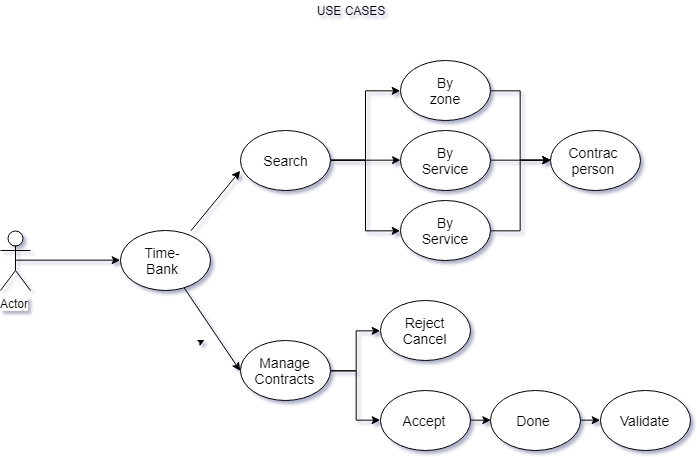 USE CASES
By
zone
Search
By
Service
Contrac
person
By
Service
Time-
Bank
Actor
Reject
Cancel
Manage
Contracts
Accept
Done
Validate